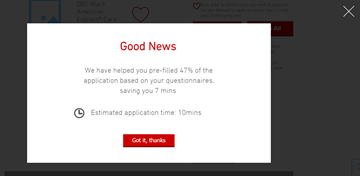 Good News
We have helped you pre-filled 47% of the
application based on your questionnaires,
saving you 7 mins
Estimated application time: 10mins
Got it, thanks